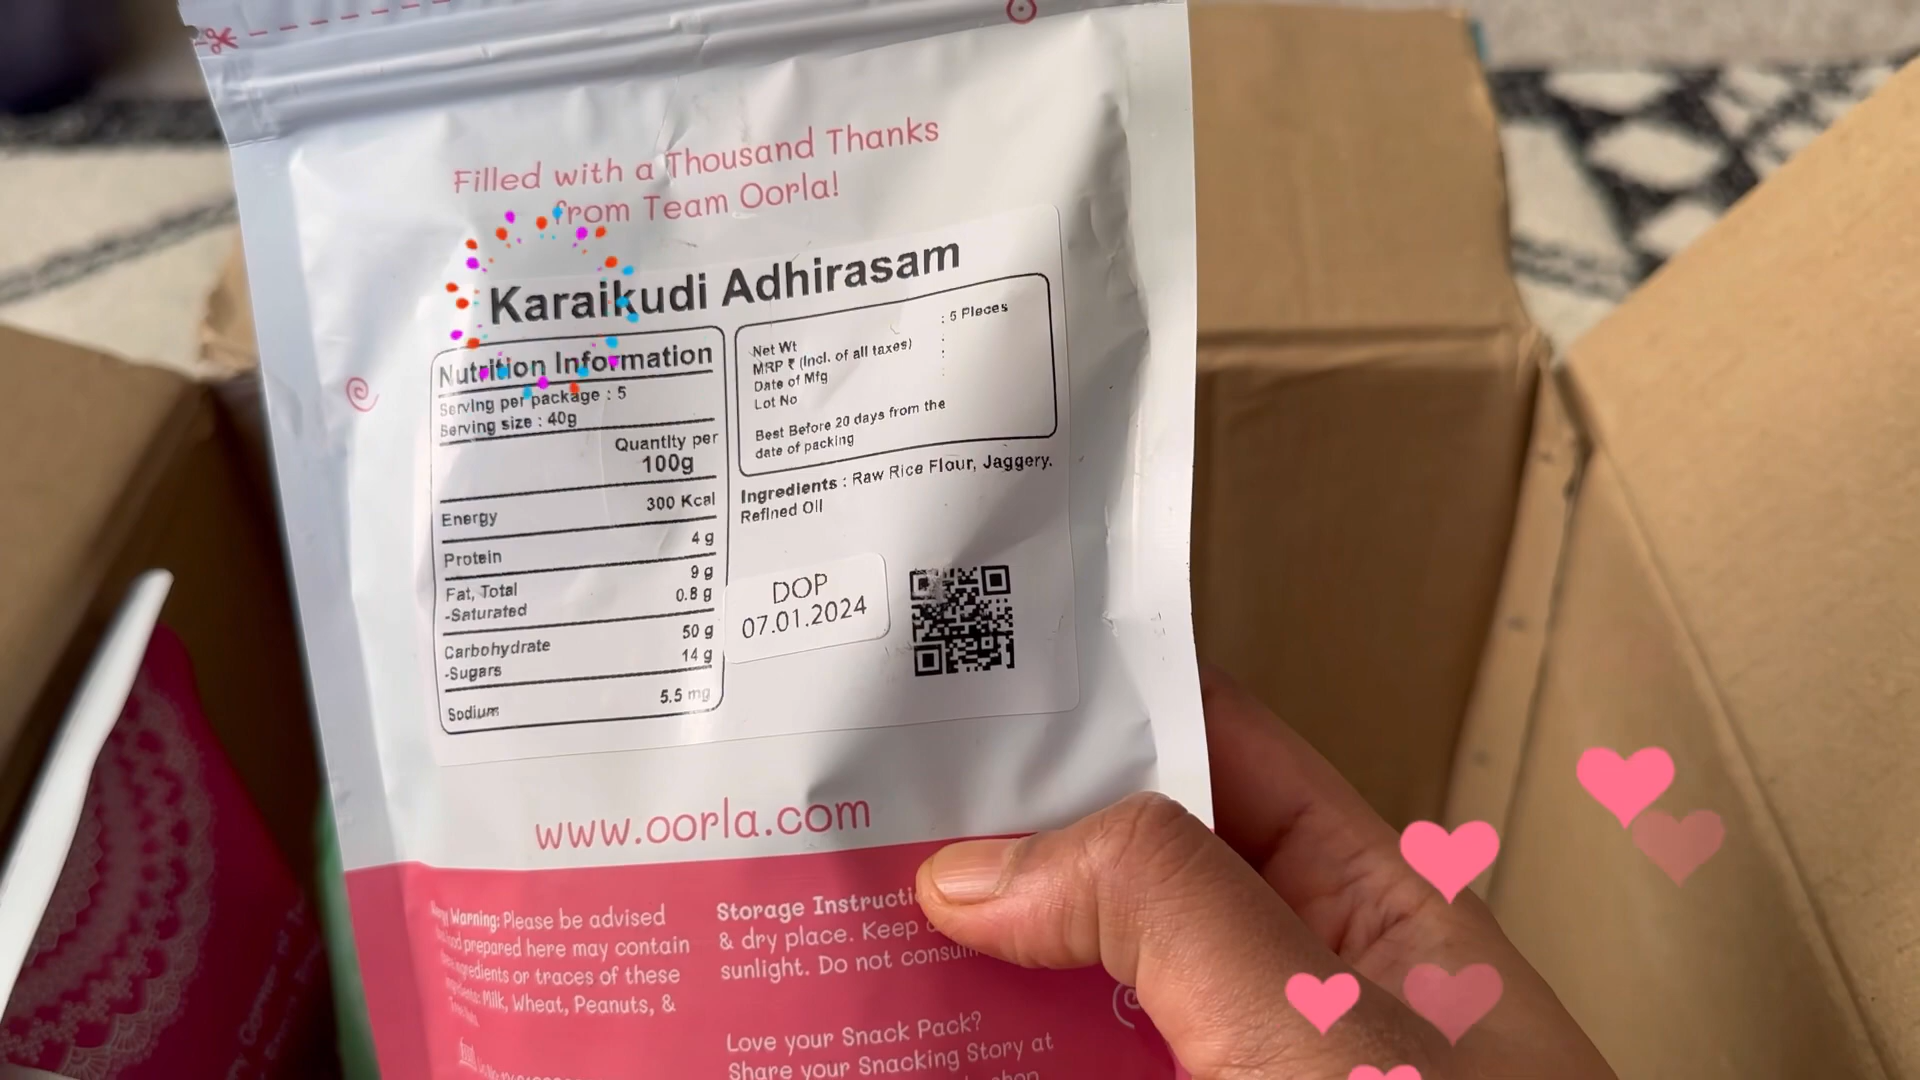 Filled with a Thousand Thanks
from Team Oorla!
Karaikudi Adhirasam
Nutrition Information
Serving per package : 5
Serving size : 40g
Quantity per
100g
Energy 300 Kcal
Protein 4 g
Fat, Total 9 g
-Saturated 0.8 g
Carbohydrate 50 g
-Sugars 14 g
Sodium 5.5 mg
Net Wt : 5 Pieces
MRP ₹ (Incl. of all taxes) :
Date of Mfg :
Lot No
Best Before 20 days from the
date of packing
Ingredients : Raw Rice Flour, Jaggery.
Refined Oil
DOP
07.01.2024
www.oorla.com
Warning: Please be advised
prepared here may contain
ingredients or traces of these
Milk, Wheat, Peanuts, &
Storage
& dry place. Keep
sunlight. Do not
Love your Snack Pack?
Share your Snacking Story at